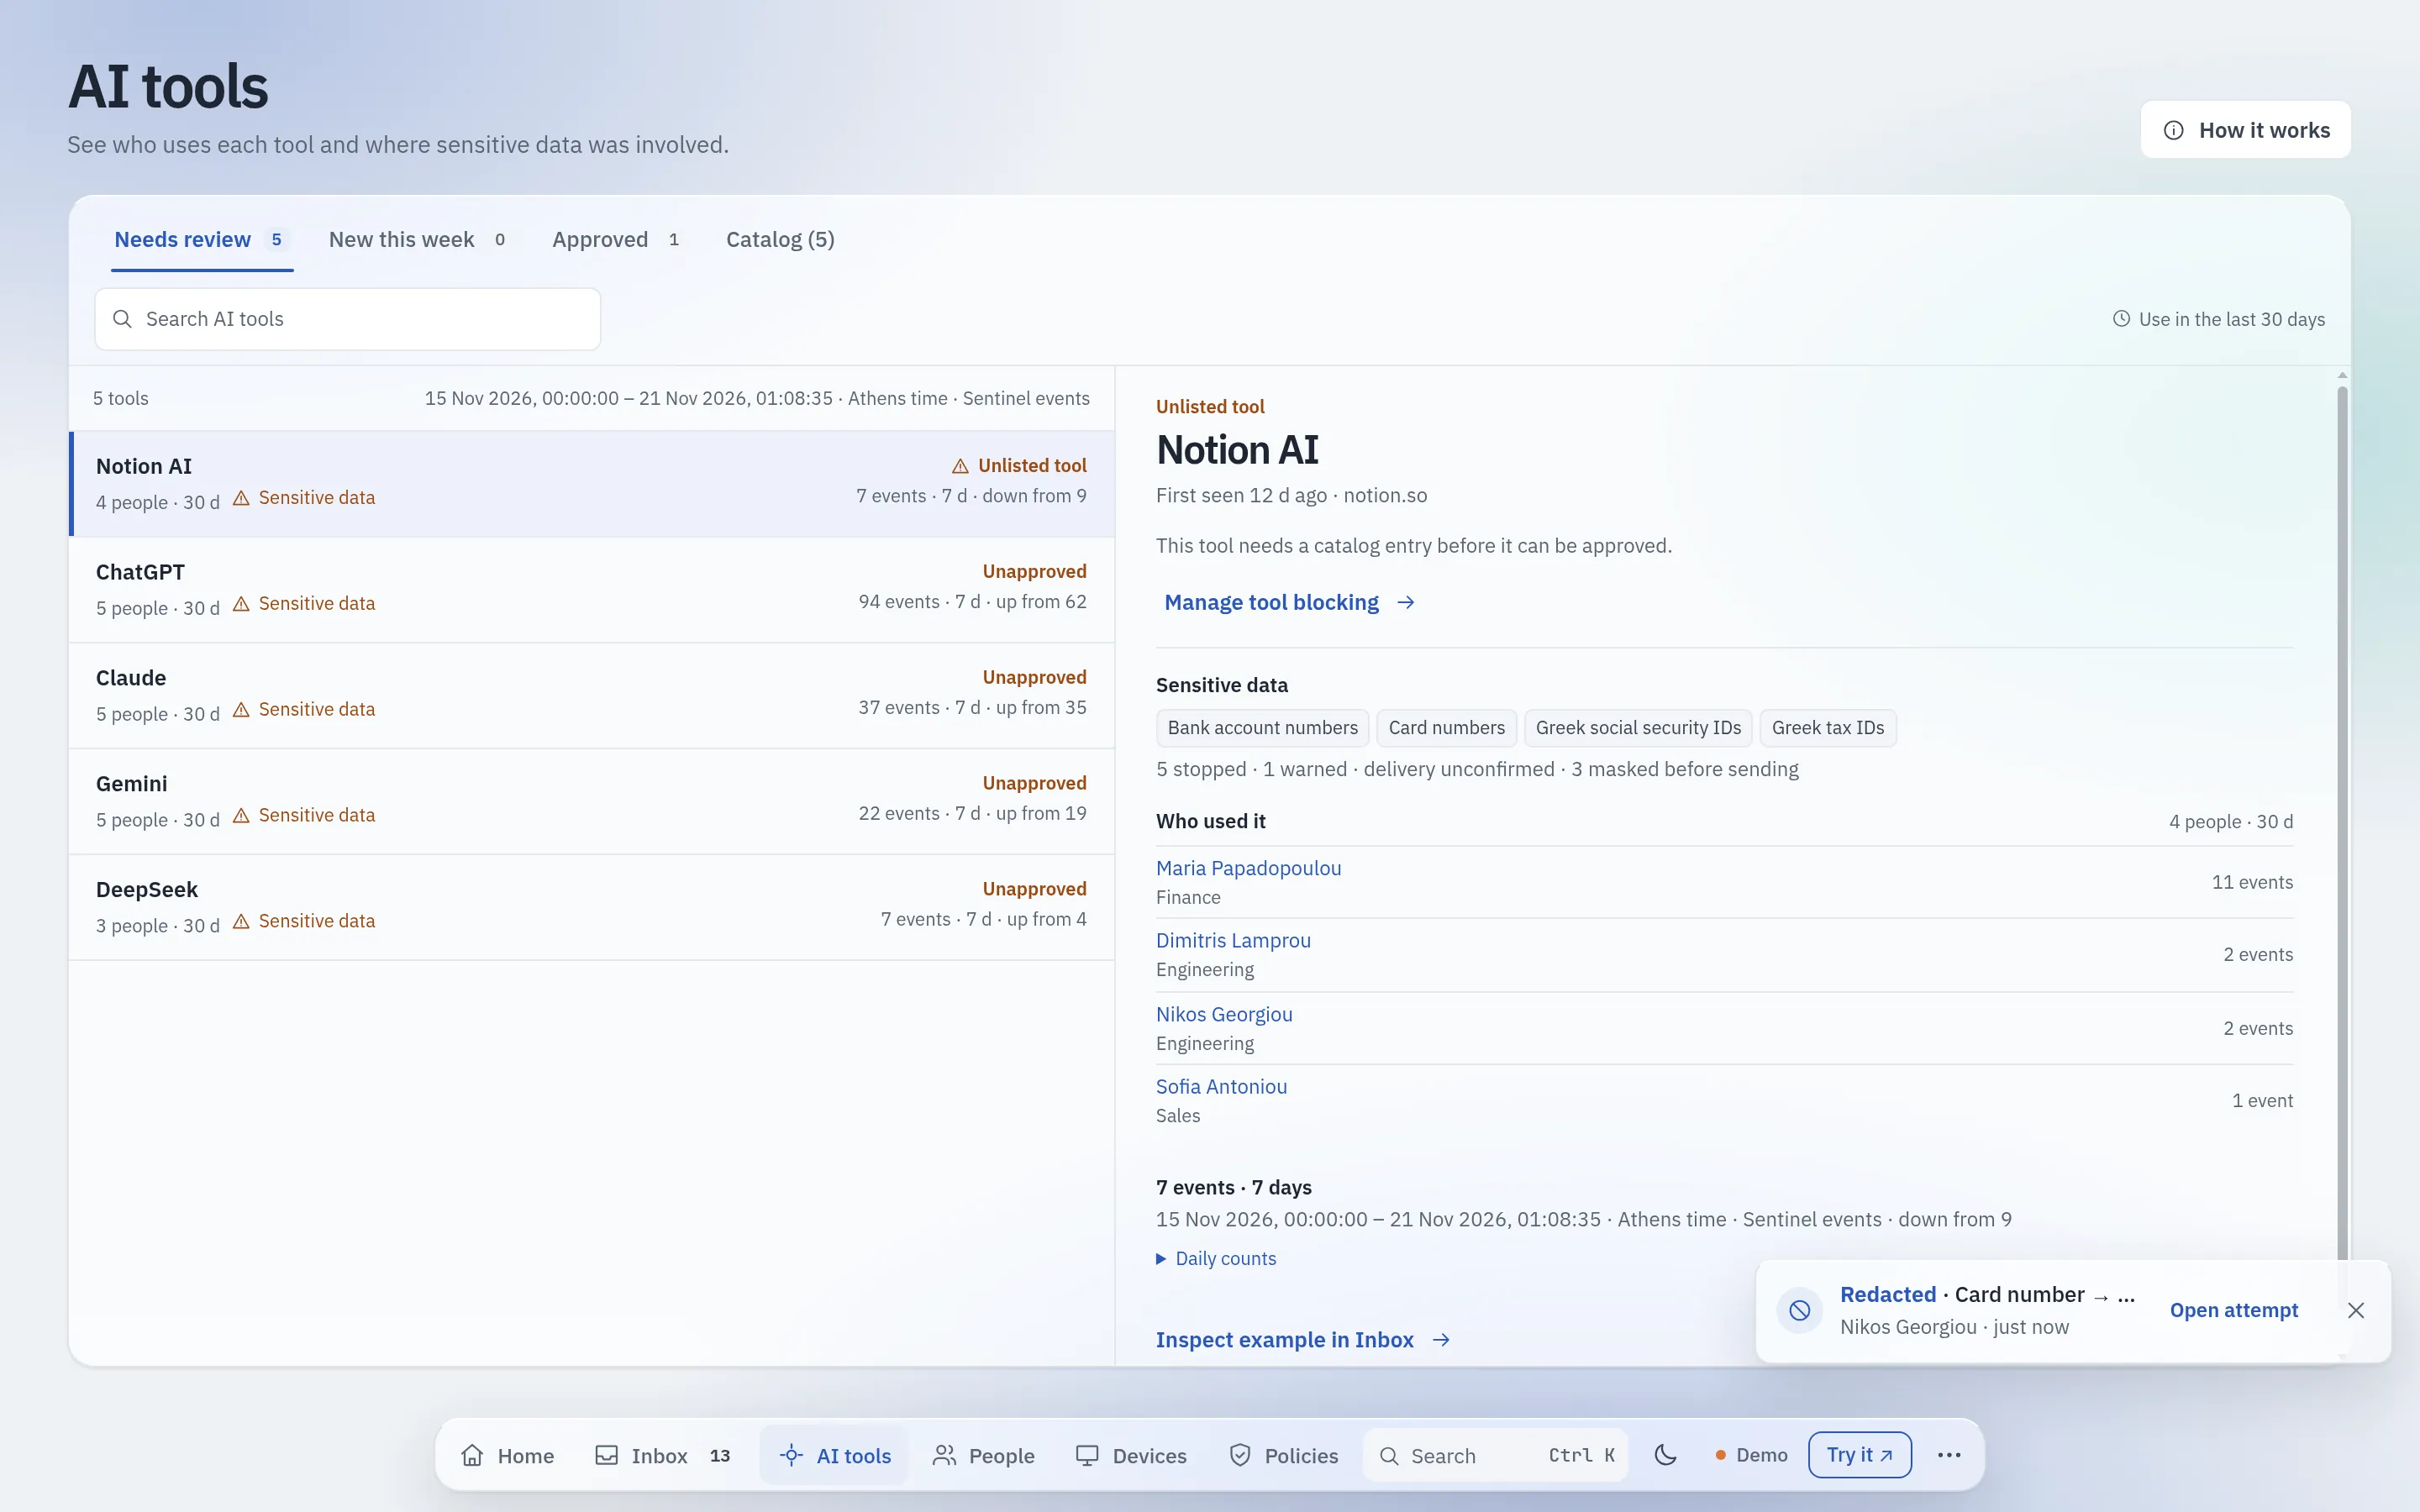 AI tools
See who uses each tool and where sensitive data was involved.
How it works
Needs review 5
New this week 0
Approved 1
Catalog (5)
Search AI tools
Use in the last 30 days
5 tools
15 Nov 2026, 00:00:00 – 21 Nov 2026, 01:08:35 · Athens time · Sentinel events
Notion AI
Unlisted tool
4 people · 30 d
Sensitive data
7 events · 7 d · down from 9
ChatGPT
Unapproved
5 people · 30 d
Sensitive data
94 events · 7 d · up from 62
Claude
Unapproved
5 people · 30 d
Sensitive data
37 events · 7 d · up from 35
Gemini
Unapproved
5 people · 30 d
Sensitive data
22 events · 7 d · up from 19
DeepSeek
Unapproved
3 people · 30 d
Sensitive data
7 events · 7 d · up from 4
Unlisted tool
Notion AI
First seen 12 d ago · notion.so
This tool needs a catalog entry before it can be approved.
Manage tool blocking →
Sensitive data
Bank account numbers
Card numbers
Greek social security IDs
Greek tax IDs
5 stopped · 1 warned · delivery unconfirmed · 3 masked before sending
Who used it
4 people · 30 d
Maria Papadopoulou
Finance
11 events
Dimitris Lamprou
Engineering
2 events
Nikos Georgiou
Engineering
2 events
Sofia Antoniou
Sales
1 event
7 events · 7 days
15 Nov 2026, 00:00:00 – 21 Nov 2026, 01:08:35 · Athens time · Sentinel events · down from 9
Daily counts
Inspect example in Inbox →
Redacted · Card number → ...
Nikos Georgiou · just now
Open attempt
Home
Inbox 13
AI tools
People
Devices
Policies
Search Ctrl K
Demo
Try it ↗